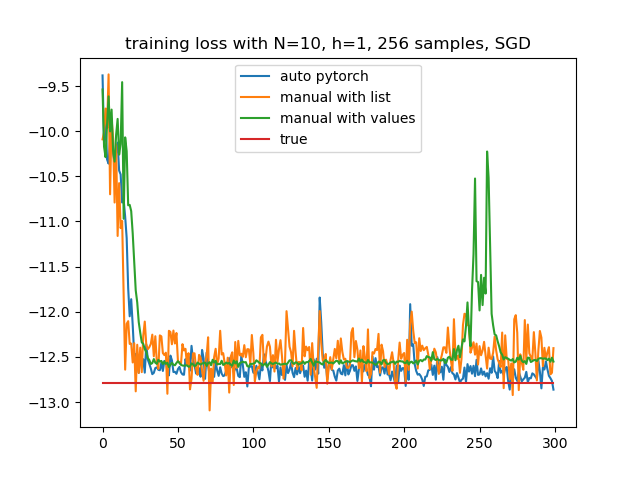 training loss with N=10, h=1, 256 samples, SGD
auto pytorch
manual with list
manual with values
true
−9.5
−10.0
−10.5
−11.0
−11.5
−12.0
−12.5
−13.0
0 50 100 150 200 250 300